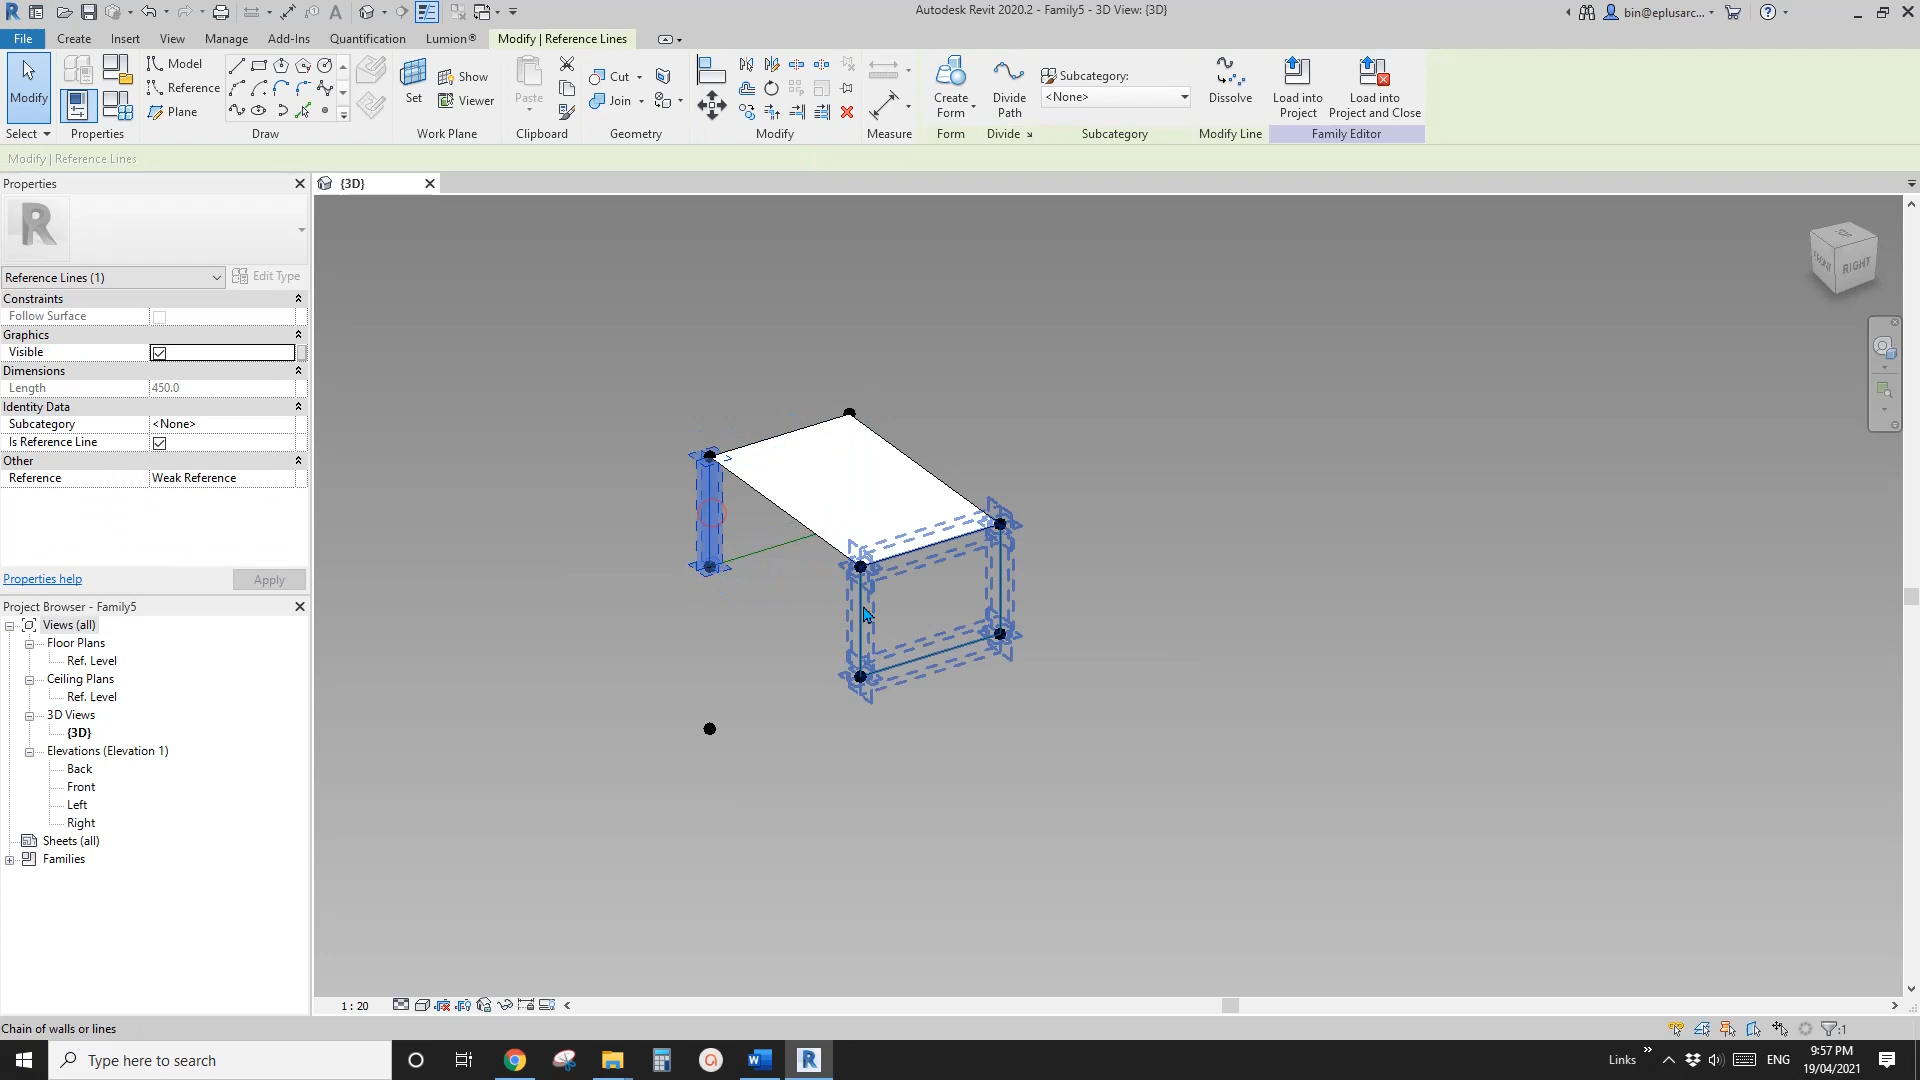 Autodesk Revit 2020.2 - Family5 - 3D View: {3D}
bin@eplusarc...
File
Create
Insert
View
Manage
Add-Ins
Quantification
Lumion®
Modify | Reference Lines
Modify
Model
Reference
Plane
Set
Show
Viewer
Paste
Cut
Join
Create Form
Divide Path
Subcategory:
<None>
Dissolve
Load into Project
Load into Project and Close
Select
Properties
Draw
Work Plane
Clipboard
Geometry
Modify
Measure
Form
Divide
Subcategory
Modify Line
Family Editor
Modify | Reference Lines
Properties
{3D}
Reference Lines (1)
Edit Type
Constraints
Follow Surface
Graphics
Visible
Dimensions
Length 450.0
Identity Data
Subcategory <None>
Is Reference Line
Other
Reference Weak Reference
Properties help
Apply
Project Browser - Family5
Views (all)
Floor Plans
Ref. Level
Ceiling Plans
Ref. Level
3D Views
{3D}
Elevations (Elevation 1)
Back
Front
Left
Right
Sheets (all)
Families
TOP
FRONT
RIGHT
1 : 20
Chain of walls or lines
:1
Type here to search
Links
ENG
9:57 PM
19/04/2021